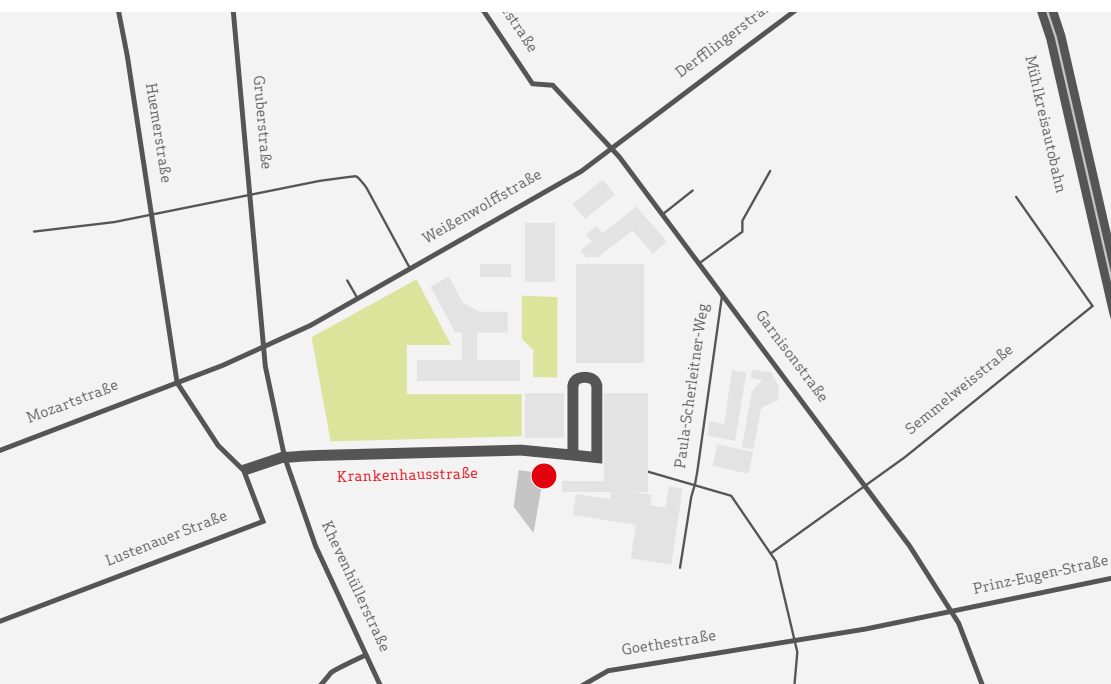 straße
Derfflingerstraße
Mühlkreisautobahn
Huemerstraße
Gruberstraße
Weißenwolffstraße
Paula-Scherleitner-Weg
Garnisonstraße
Semmelweisstraße
Mozartstraße
Krankenhausstraße
Lustenauer Straße
Khevenhüllerstraße
Prinz-Eugen-Straße
Goethestraße